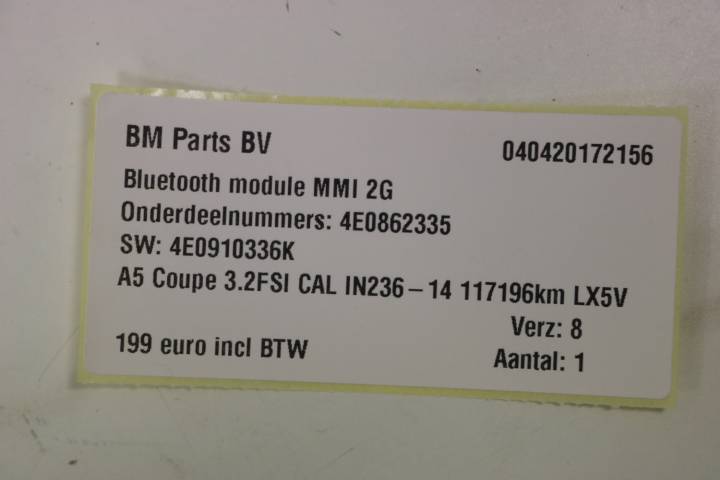 BM Parts BV 040420172156
Bluetooth module MMI 2G
Onderdeelnummers: 4E0862335
SW: 4E0910336K
A5 Coupe 3.2FSI CAL IN236-14 117196km LX5V
Verz: 8
199 euro incl BTW Aantal: 1